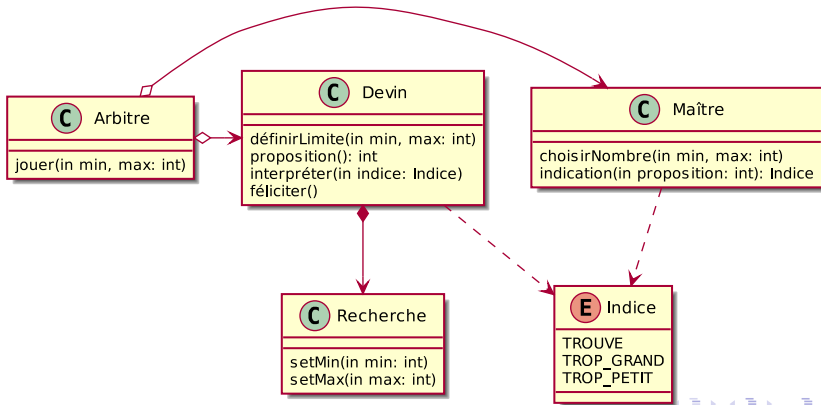 C Arbitre
jouer(in min, max: int)
C Devin
définirLimite(in min, max: int)
proposition(): int
interpréter(in indice: Indice)
féliciter()
C Maître
choisirNombre(in min, max: int)
indication(in proposition: int): Indice
C Recherche
setMin(in min: int)
setMax(in max: int)
E Indice
TROUVE
TROP_GRAND
TROP_PETIT